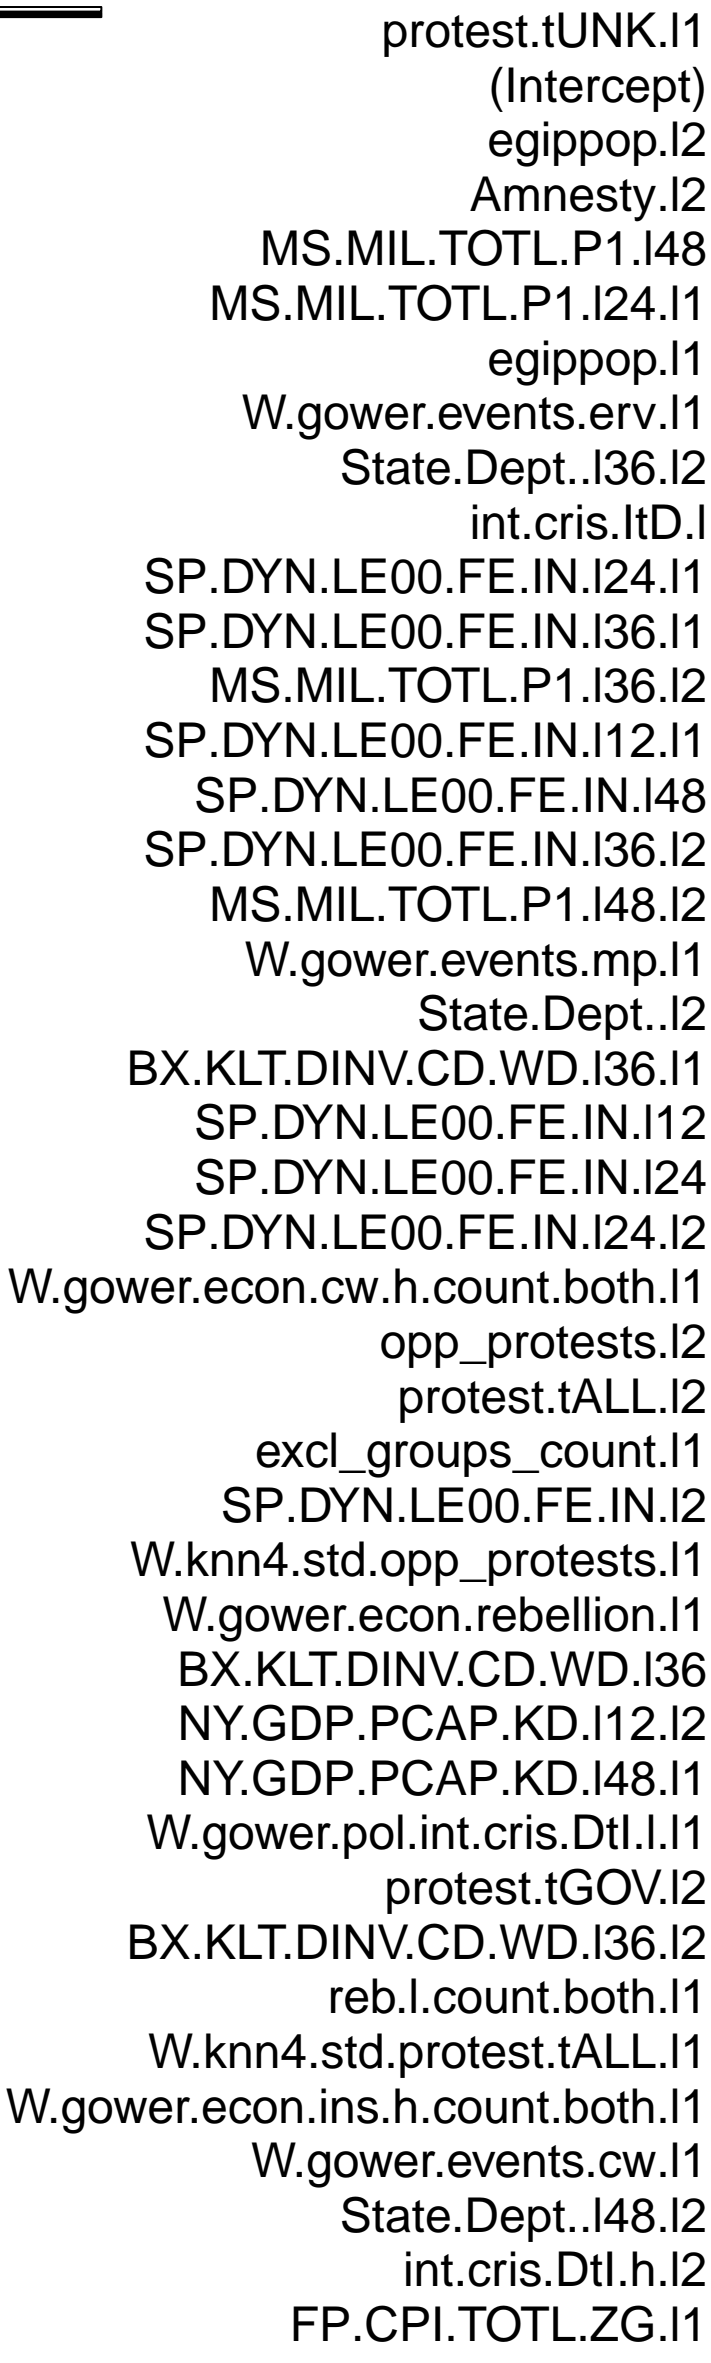 protest.tUNK.l1
(Intercept)
egippop.l2
Amnesty.l2
MS.MIL.TOTL.P1.l48
MS.MIL.TOTL.P1.l24.l1
egippop.l1
W.gower.events.erv.l1
State.Dept..l36.l2
int.cris.ItD.l
SP.DYN.LE00.FE.IN.l24.l1
SP.DYN.LE00.FE.IN.l36.l1
MS.MIL.TOTL.P1.l36.l2
SP.DYN.LE00.FE.IN.l12.l1
SP.DYN.LE00.FE.IN.l48
SP.DYN.LE00.FE.IN.l36.l2
MS.MIL.TOTL.P1.l48.l2
W.gower.events.mp.l1
State.Dept..l2
BX.KLT.DINV.CD.WD.l36.l1
SP.DYN.LE00.FE.IN.l12
SP.DYN.LE00.FE.IN.l24
SP.DYN.LE00.FE.IN.l24.l2
W.gower.econ.cw.h.count.both.l1
opp_protests.l2
protest.tALL.l2
excl_groups_count.l1
SP.DYN.LE00.FE.IN.l2
W.knn4.std.opp_protests.l1
W.gower.econ.rebellion.l1
BX.KLT.DINV.CD.WD.l36
NY.GDP.PCAP.KD.l12.l2
NY.GDP.PCAP.KD.l48.l1
W.gower.pol.int.cris.DtI.l.l1
protest.tGOV.l2
BX.KLT.DINV.CD.WD.l36.l2
reb.l.count.both.l1
W.knn4.std.protest.tALL.l1
W.gower.econ.ins.h.count.both.l1
W.gower.events.cw.l1
State.Dept..l48.l2
int.cris.DtI.h.l2
FP.CPI.TOTL.ZG.l1